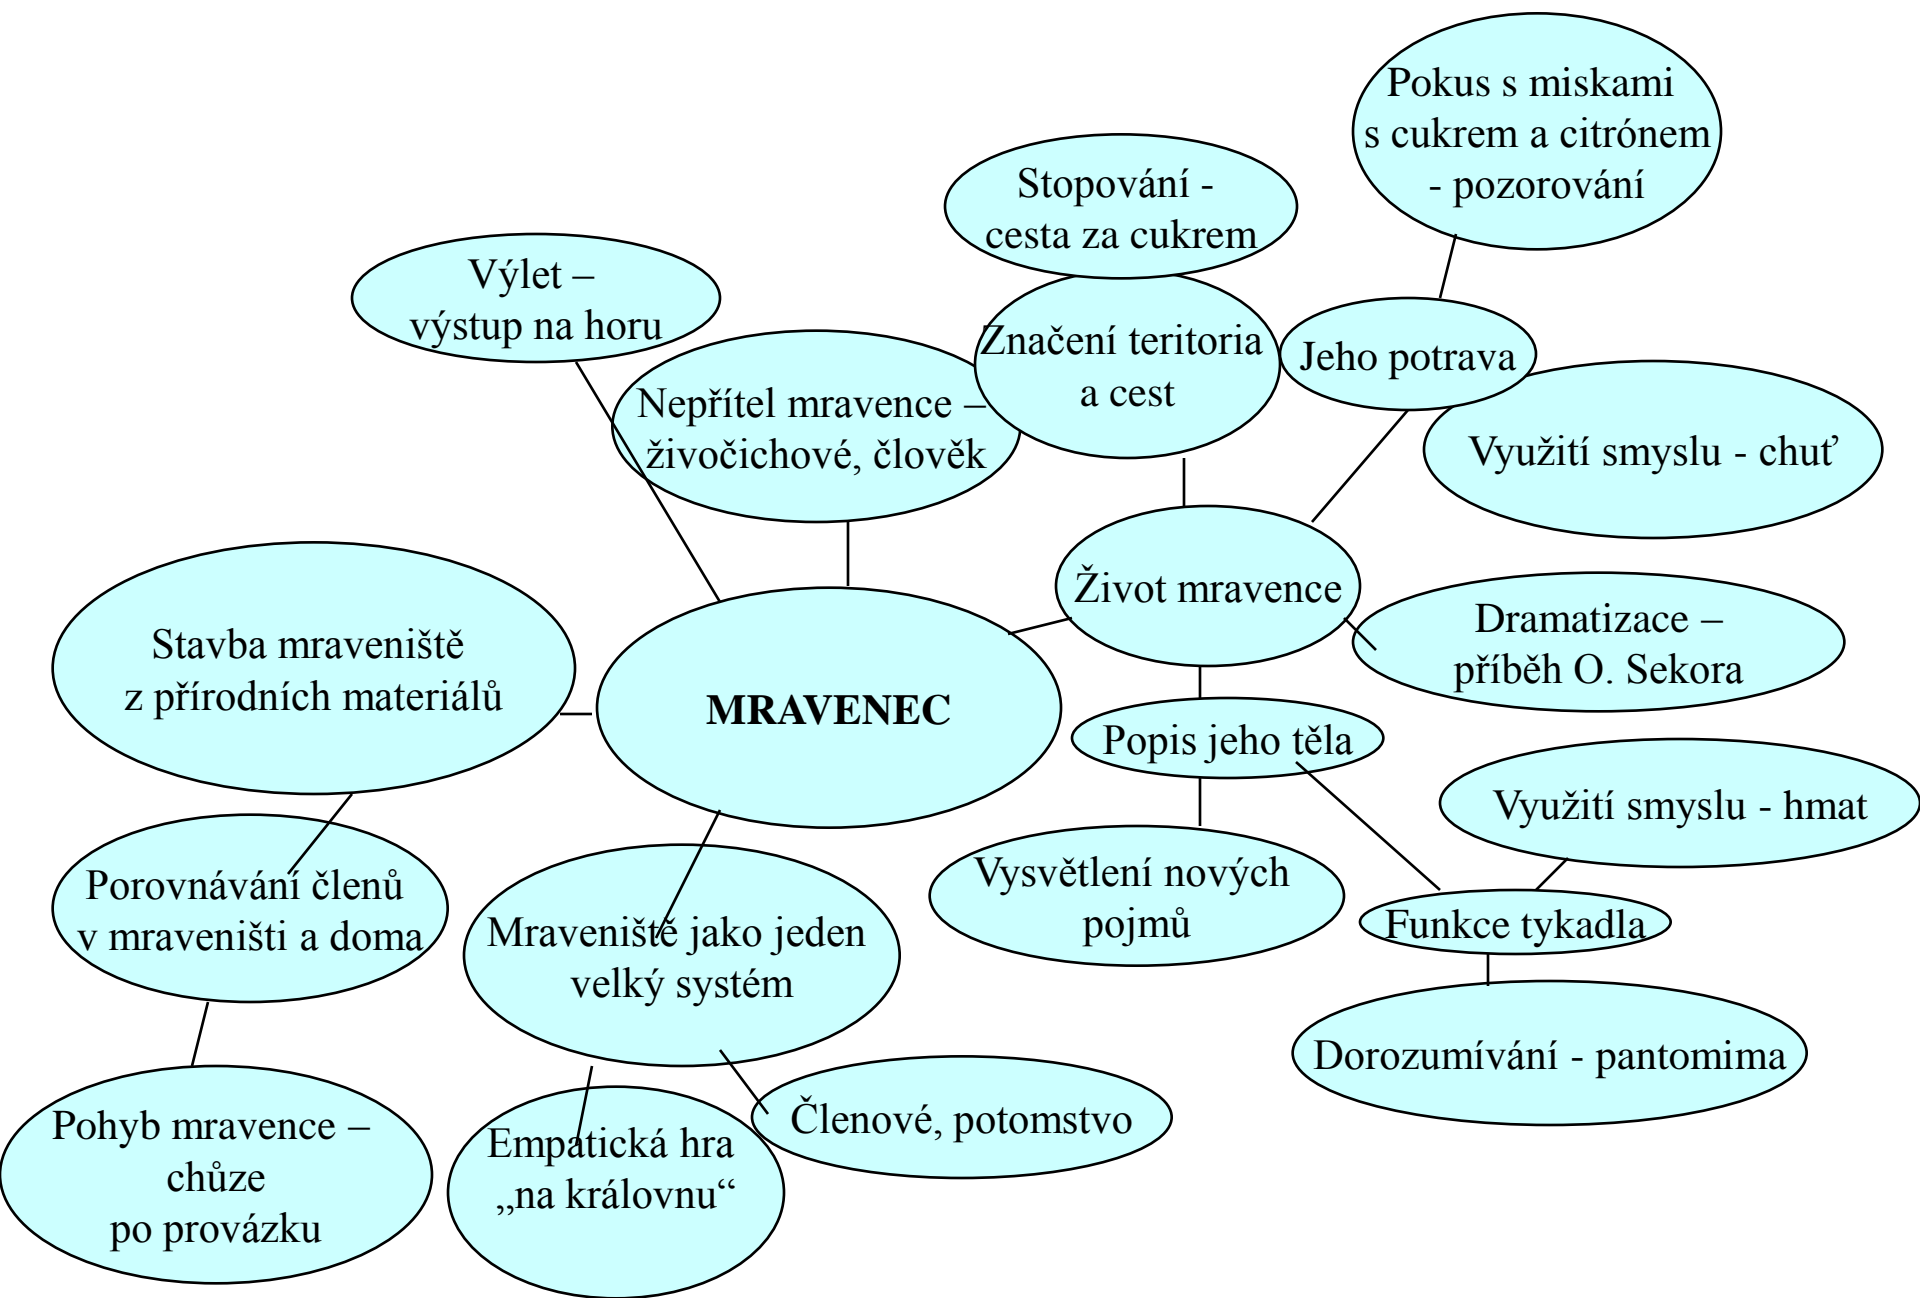 Pokus s miskami
s cukrem a citrónem
- pozorování
Stopování -
cesta za cukrem
Výlet –
výstup na horu
Značení teritoria
a cest
Jeho potrava
Nepřítel mravence –
živočichové, člověk
Využití smyslu - chuť
Život mravence
Dramatizace –
příběh O. Sekora
Stavba mraveniště
z přírodních materiálů
MRAVENEC
Popis jeho těla
Využití smyslu - hmat
Vysvětlení nových
pojmů
Funkce tykadla
Porovnávání členů
v mraveništi a doma
Mraveniště jako jeden
velký systém
Dorozumívání - pantomima
Členové, potomstvo
Pohyb mravence –
chůze
po provázku
Empatická hra
„na královnu“